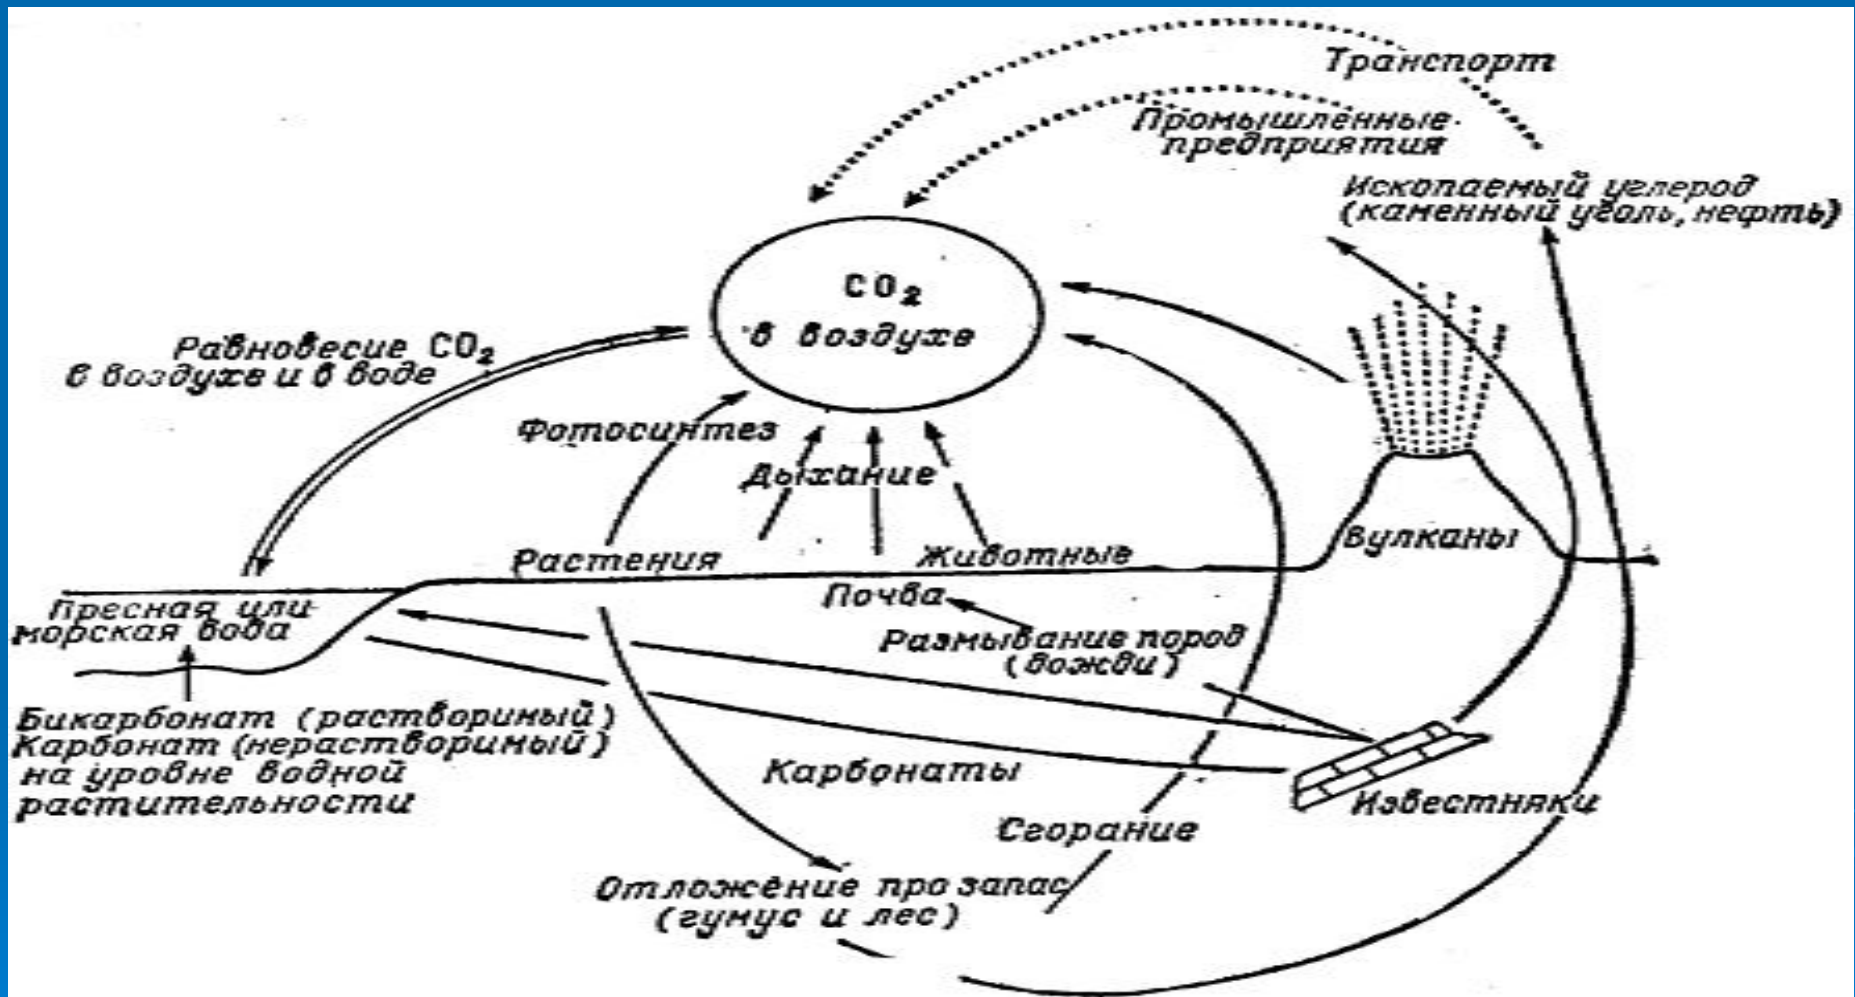 Транспорт
Промышленные
предприятия
Ископаемый углерод
(каменный уголь, нефть)
CO₂
в воздухе
Равновесие CO₂
в воздухе и в воде
Фотосинтез
Дыхание
Растения
Животные
Вулканы
Пресная или
морская вода
Почва
Размывание пород
(дожди)
Бикарбонат (растворимый)
Карбонат (нерастворимый)
на уровне водной
растительности
Карбонаты
Известняки
Сгорание
Отложение про запас
(гумус и лес)